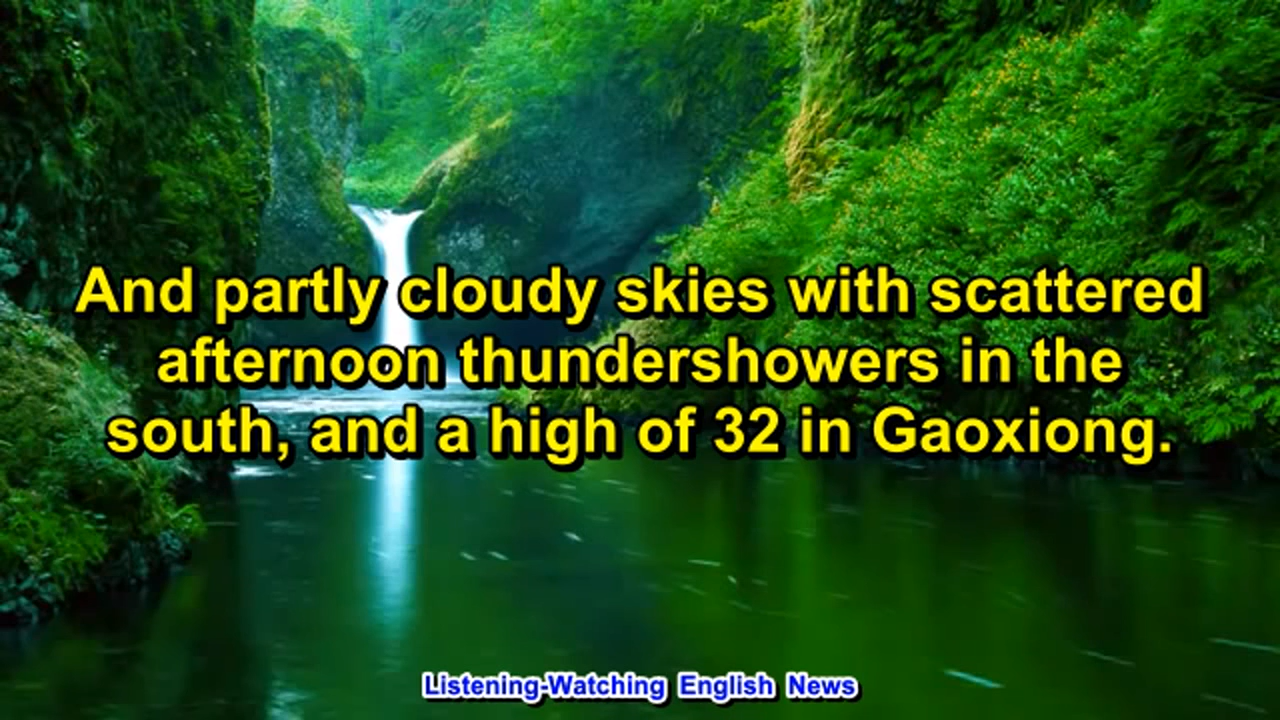 And partly cloudy skies with scattered
afternoon thundershowers in the
south, and a high of 32 in Gaoxiong.
Listening-Watching English News